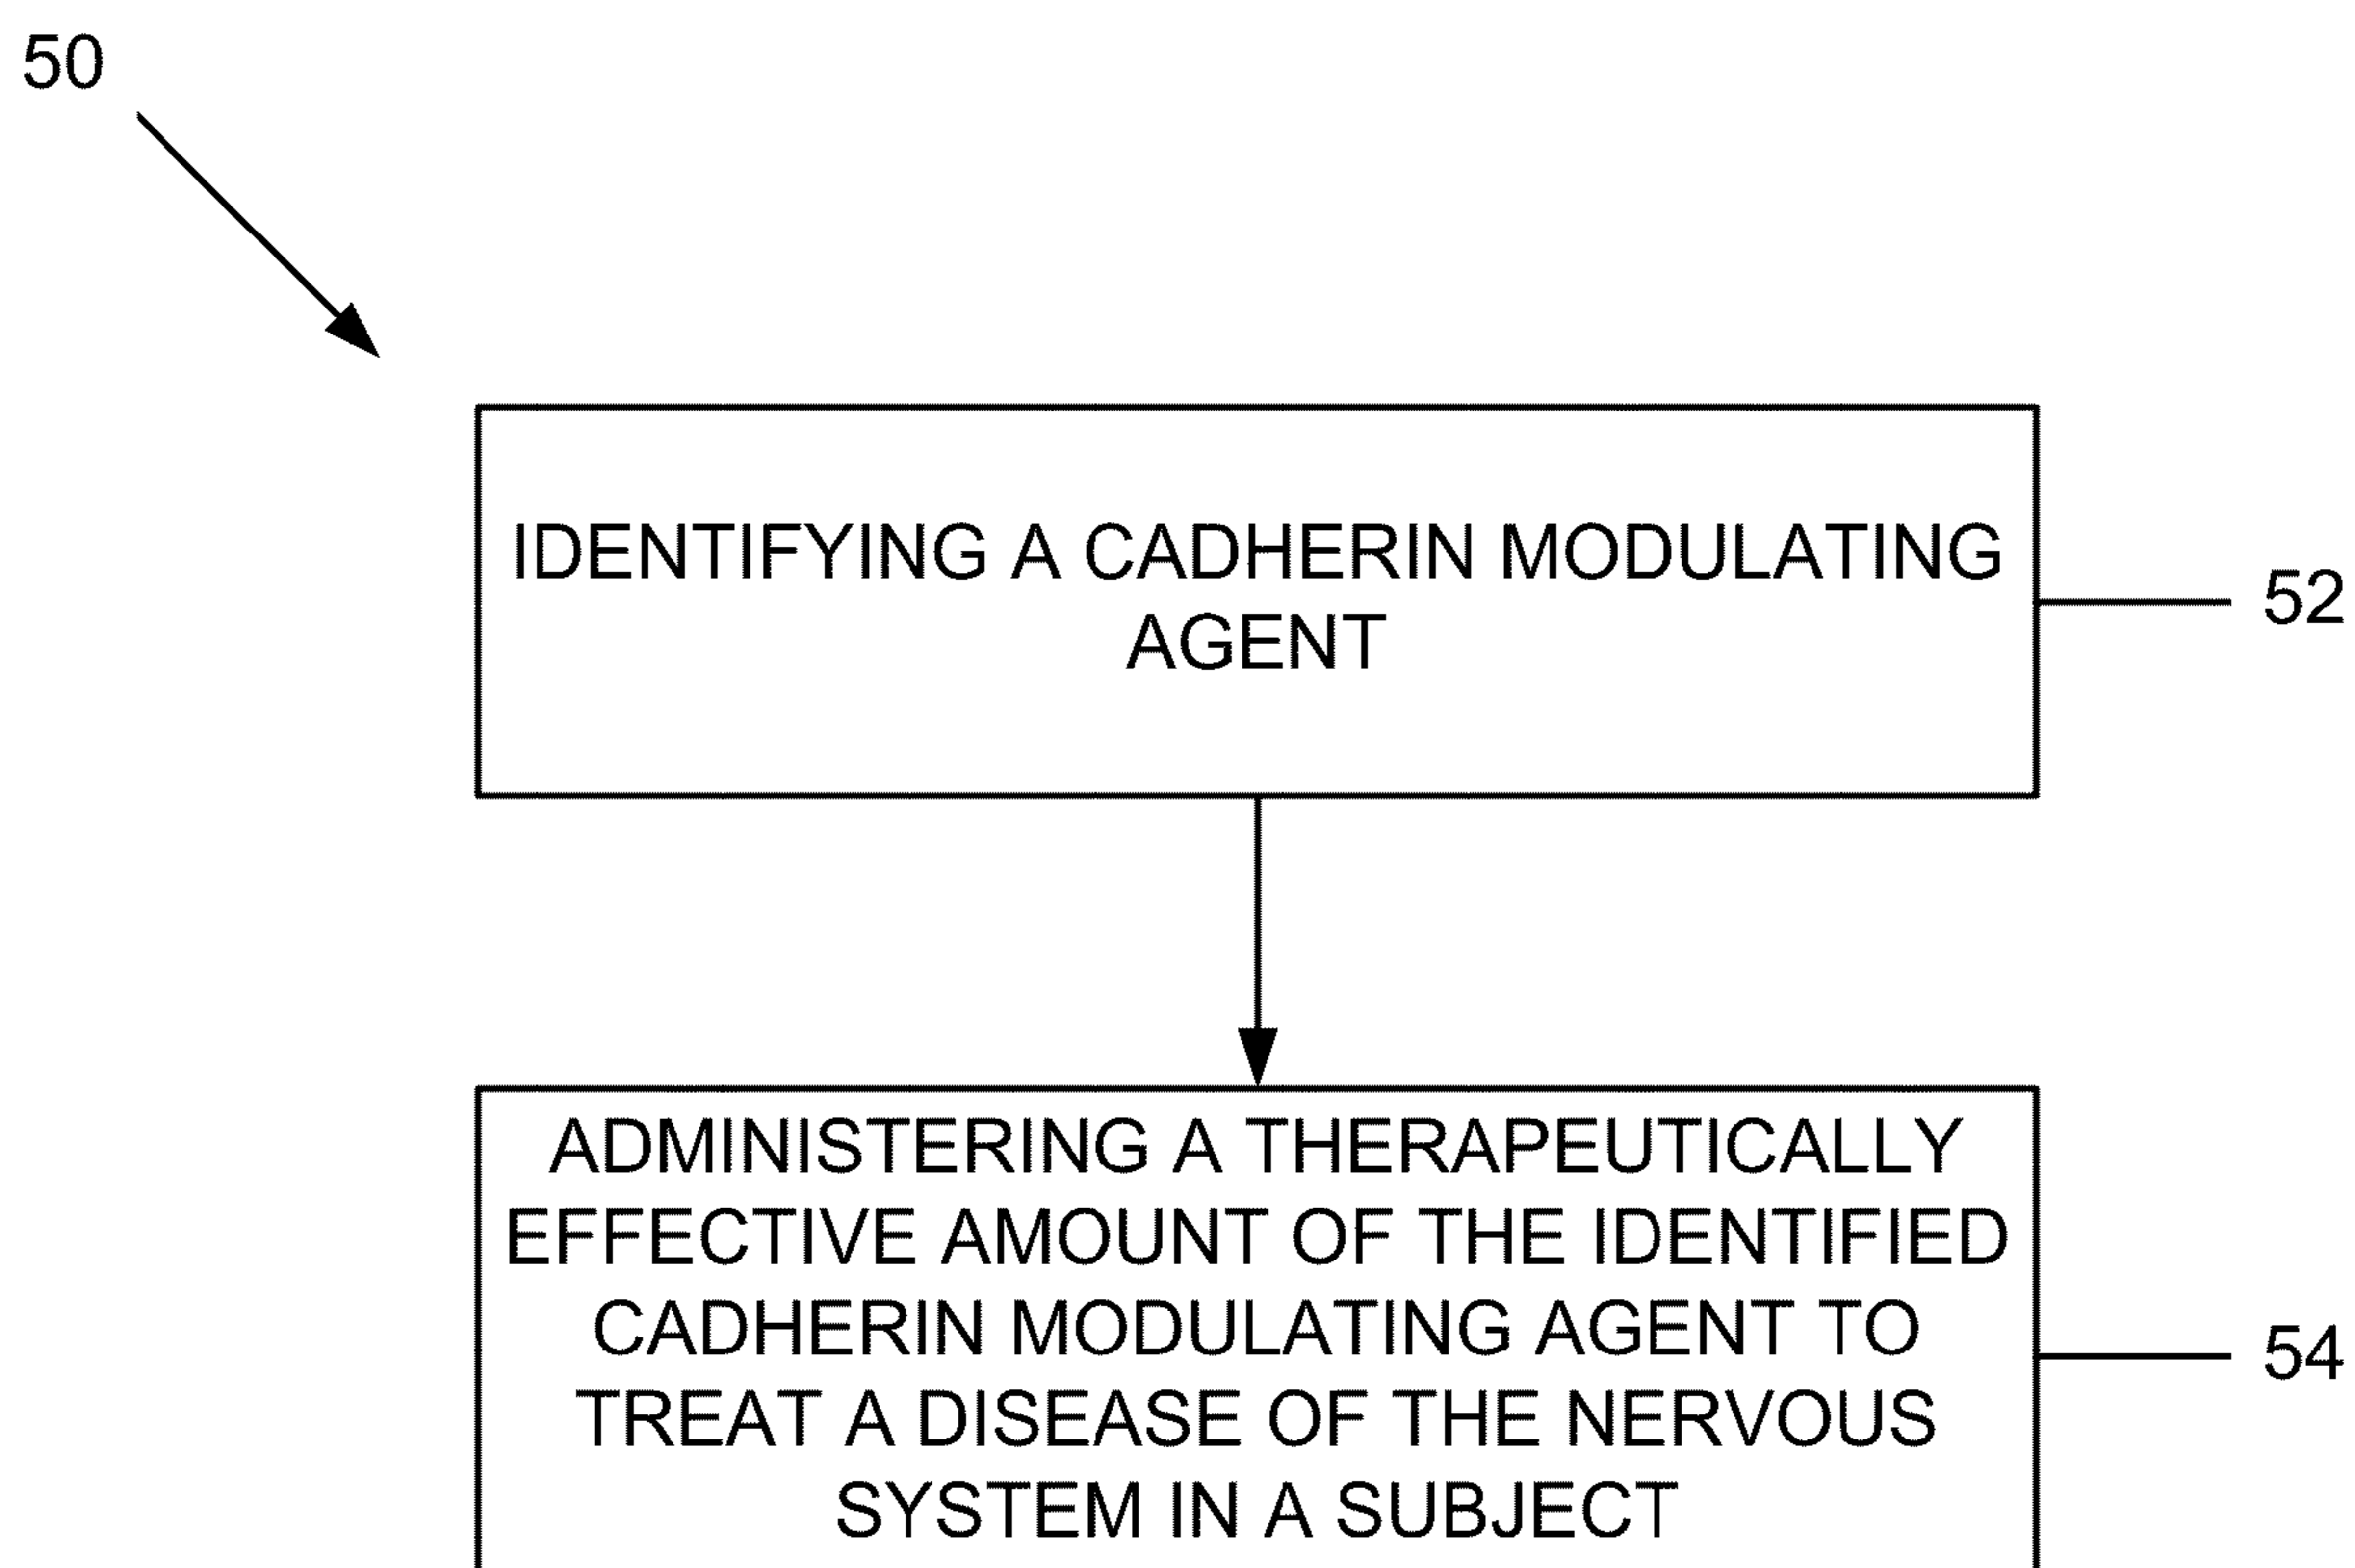 50
IDENTIFYING A CADHERIN MODULATING
AGENT
52
ADMINISTERING A THERAPEUTICALLY
EFFECTIVE AMOUNT OF THE IDENTIFIED
CADHERIN MODULATING AGENT TO
TREAT A DISEASE OF THE NERVOUS
SYSTEM IN A SUBJECT
54